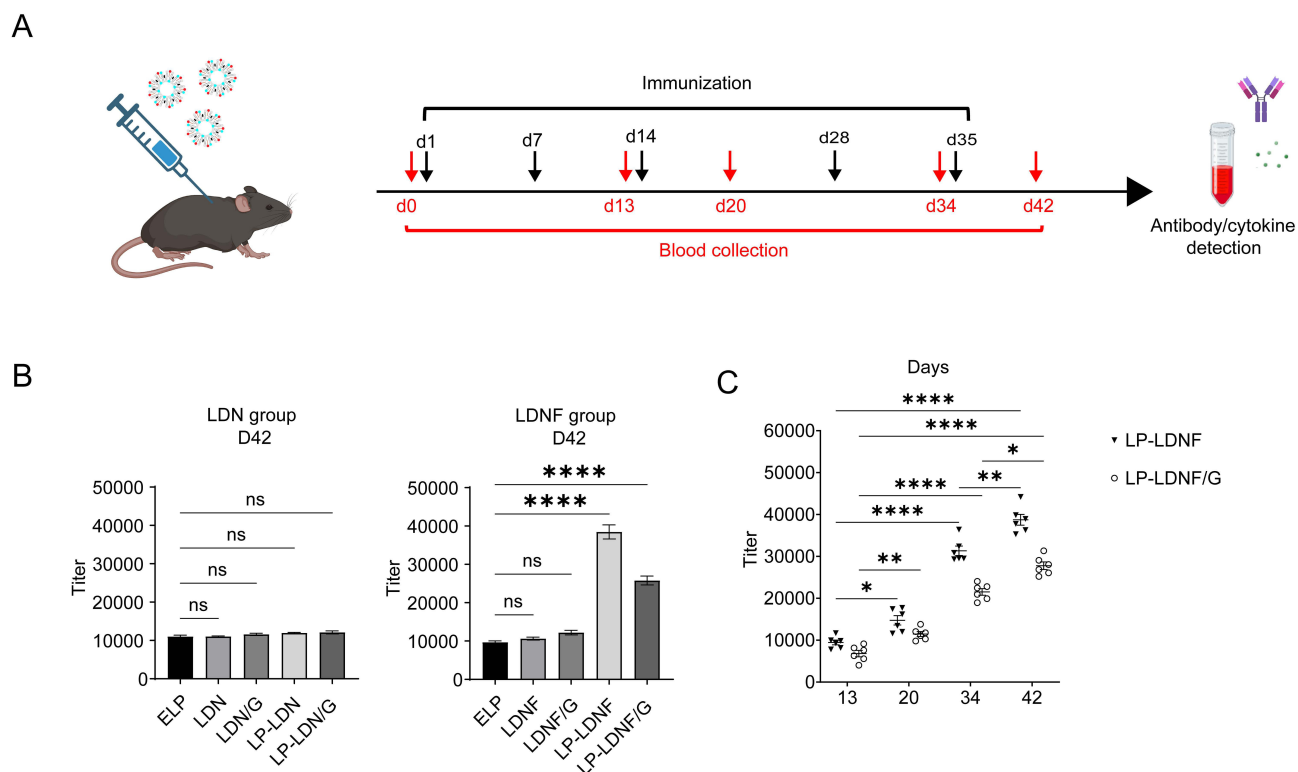 A
Immunization
d1 d7 d14 d28 d35
d0 d13 d20 d34 d42
Blood collection
Antibody/cytokine
detection
B
LDN group
D42
ns
ns
ns
ns
50000
40000
30000
20000
10000
0
Titer
ELP LDN LDN/G LP-LDN LP-LDN/G
LDNF group
D42
****
****
ns
ns
50000
40000
30000
20000
10000
0
Titer
ELP LDNF LDNF/G LP-LDNF LP-LDNF/G
C
Days
****
****
*
**
****
****
**
*
60000
50000
40000
30000
20000
10000
0
Titer
13 20 34 42
LP-LDNF
LP-LDNF/G